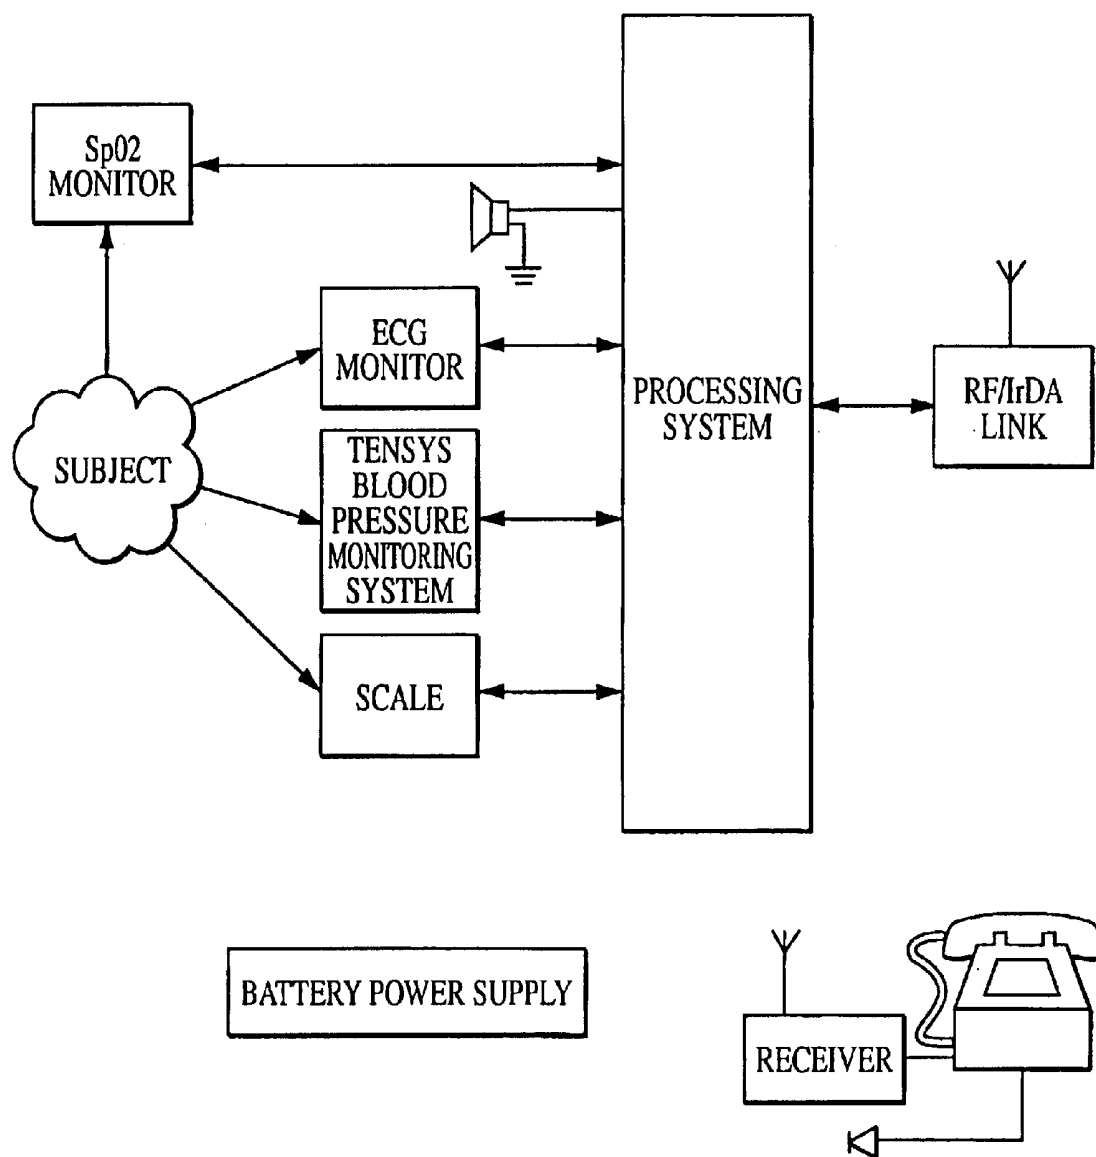 Sp02
MONITOR
ECG
MONITOR
PROCESSING
SYSTEM
RF/IrDA
LINK
SUBJECT
TENSYS
BLOOD
PRESSURE
MONITORING
SYSTEM
SCALE
BATTERY POWER SUPPLY
RECEIVER